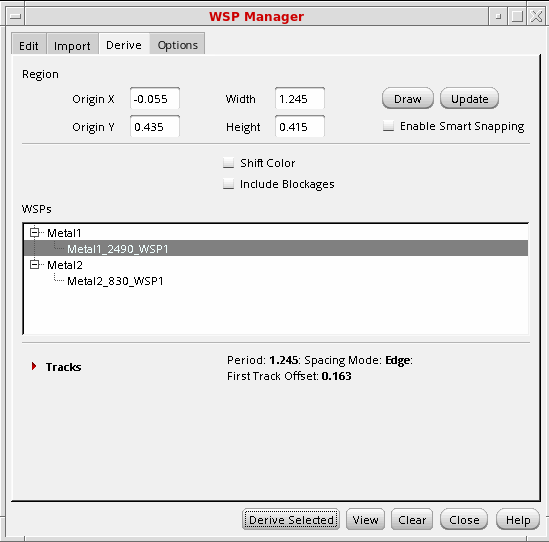 WSP Manager
Edit Import Derive Options
Region
Origin X -0.055 Width 1.245 Draw Update
Origin Y 0.435 Height 0.415 Enable Smart Snapping
Shift Color
Include Blockages
WSPs
Metal1
Metal1_2490_WSP1
Metal2
Metal2_830_WSP1
Tracks
Period: 1.245: Spacing Mode: Edge:
First Track Offset: 0.163
Derive Selected View Clear Close Help